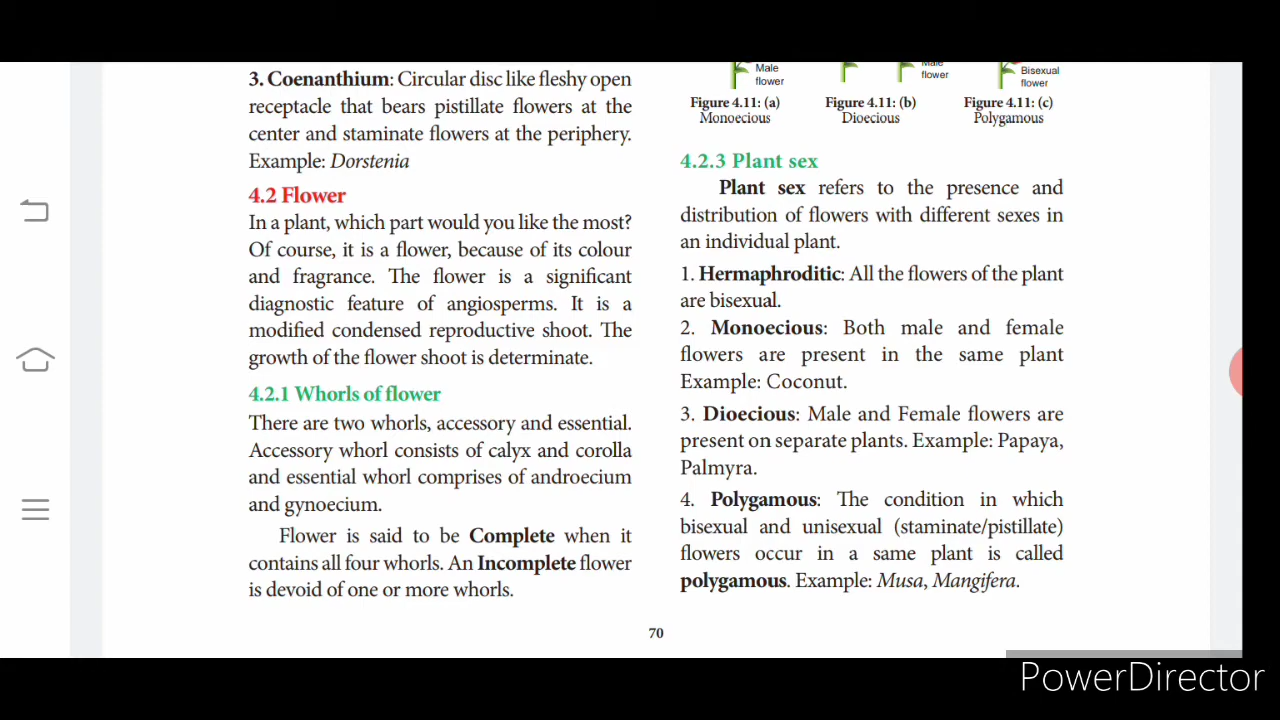 3. Coenanthium: Circular disc like fleshy open
receptacle that bears pistillate flowers at the
center and staminate flowers at the periphery.
Example: Dorstenia
4.2 Flower
In a plant, which part would you like the most?
Of course, it is a flower, because of its colour
and fragrance. The flower is a significant
diagnostic feature of angiosperms. It is a
modified condensed reproductive shoot. The
growth of the flower shoot is determinate.
4.2.1 Whorls of flower
There are two whorls, accessory and essential.
Accessory whorl consists of calyx and corolla
and essential whorl comprises of androecium
and gynoecium.
Flower is said to be Complete when it
contains all four whorls. An Incomplete flower
is devoid of one or more whorls.
Male
flower
Male
flower
Bisexual
flower
Figure 4.11: (a)
Monoecious
Figure 4.11: (b)
Dioecious
Figure 4.11: (c)
Polygamous
4.2.3 Plant sex
Plant sex refers to the presence and
distribution of flowers with different sexes in
an individual plant.
1. Hermaphroditic: All the flowers of the plant
are bisexual.
2. Monoecious: Both male and female
flowers are present in the same plant
Example: Coconut.
3. Dioecious: Male and Female flowers are
present on separate plants. Example: Papaya,
Palmyra.
4. Polygamous: The condition in which
bisexual and unisexual (staminate/pistillate)
flowers occur in a same plant is called
polygamous. Example: Musa, Mangifera.
70
PowerDirector